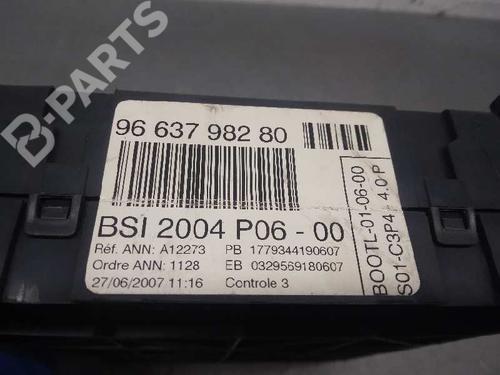 B-PARTS
96 637 982 80
BSI 2004 P06 - 00
Réf. ANN: A12273 PB 1779344190607
Ordre ANN: 1128 EB 0329569180607
27/06/2007 11:16 Controle 3
BOOTL-01-06-00
S01-C3P4 4.0 P